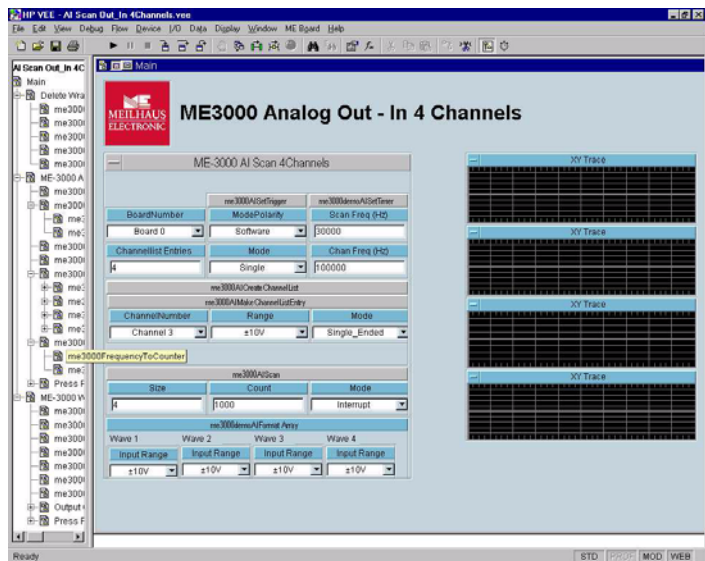 HP VEE - AI Scan Out_In 4Channels.vee
File Edit View Debug Flow Device I/O Data Display Window ME Board Help
AI Scan Out_In 4C
Main
Main
Delete Wra
me300
me300
me300
me300
me300
ME-3000 A
me300
me300
me3
me3
me300
me300
me3
me3
me3
me3
me300
me3000FrequencyToCounter
me3
Press F
ME-3000 W
me300
me300
me300
me300
me300
me300
me300
Output
Press F
MEILHAUS
ELECTRONIC
ME3000 Analog Out - In 4 Channels
ME-3000 AI Scan 4Channels
me3000AISetTrigger me3000demoAISetTimer
BoardNumber ModePolarity Scan Freq (Hz)
Board 0 Software 30000
Channellist Entries Mode Chan Freq (Hz)
4 Single 100000
me3000AICreate ChannelList
me3000AIMake ChannelListEntry
ChannelNumber Range Mode
Channel 3 ±10V Single_Ended
me3000AIScan
Size Count Mode
4 1000 Interrupt
me3000demoAIFormat Array
Wave 1 Wave 2 Wave 3 Wave 4
Input Range Input Range Input Range Input Range
±10V ±10V ±10V ±10V
XY Trace
XY Trace
XY Trace
XY Trace
Ready
STD PROF MOD WEB